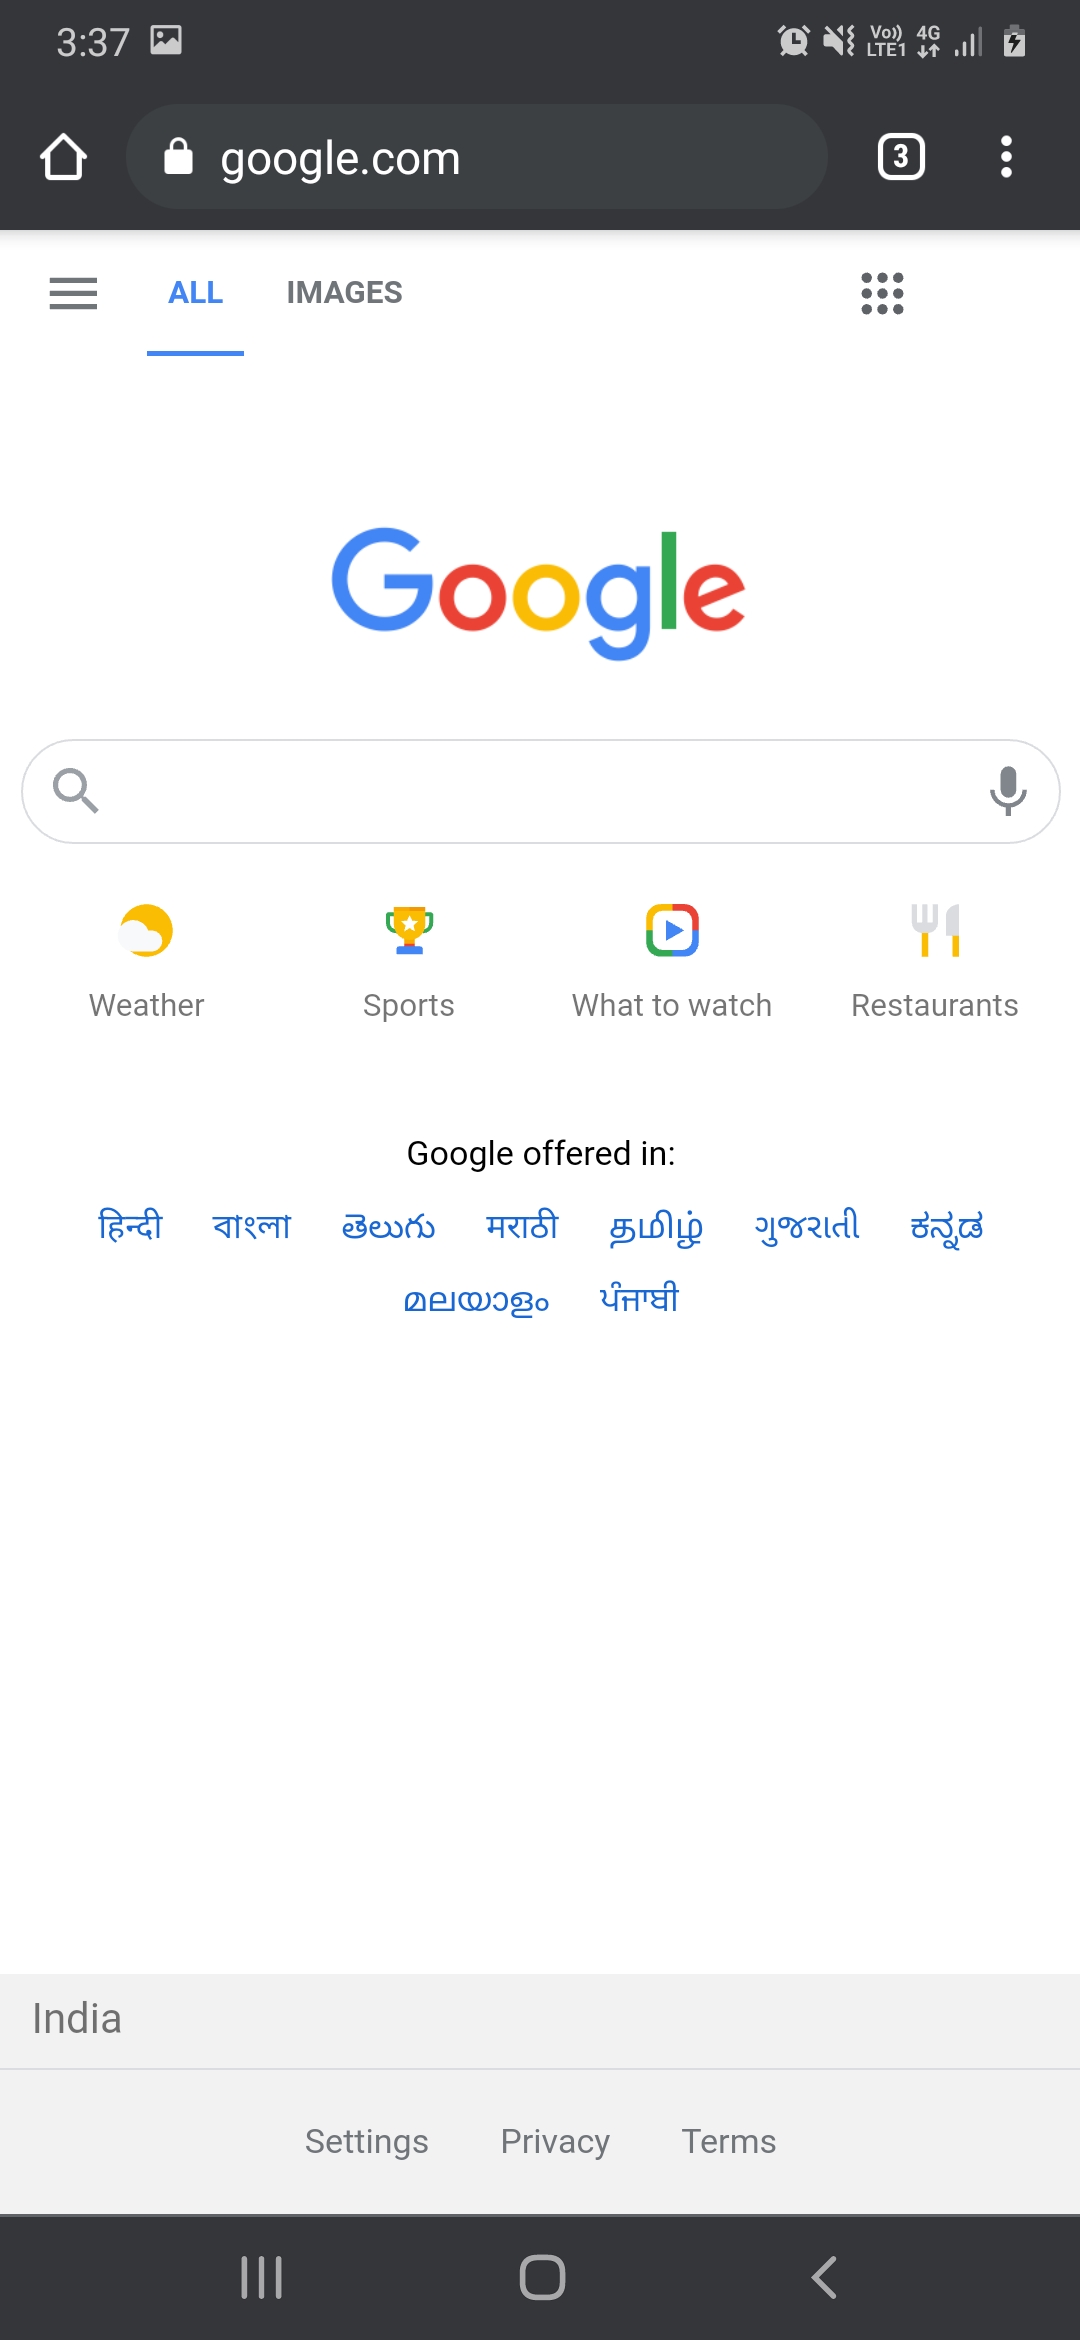 3:37 Vo)) LTE1 4G
google.com 3
ALL IMAGES
Google
Weather Sports What to watch Restaurants
Google offered in:
हिन्दी বাংলা తెలుగు मराठी தமிழ் ગુજરાતી ಕನ್ನಡ
മലയാളം ਪੰਜਾਬੀ
India
Settings Privacy Terms